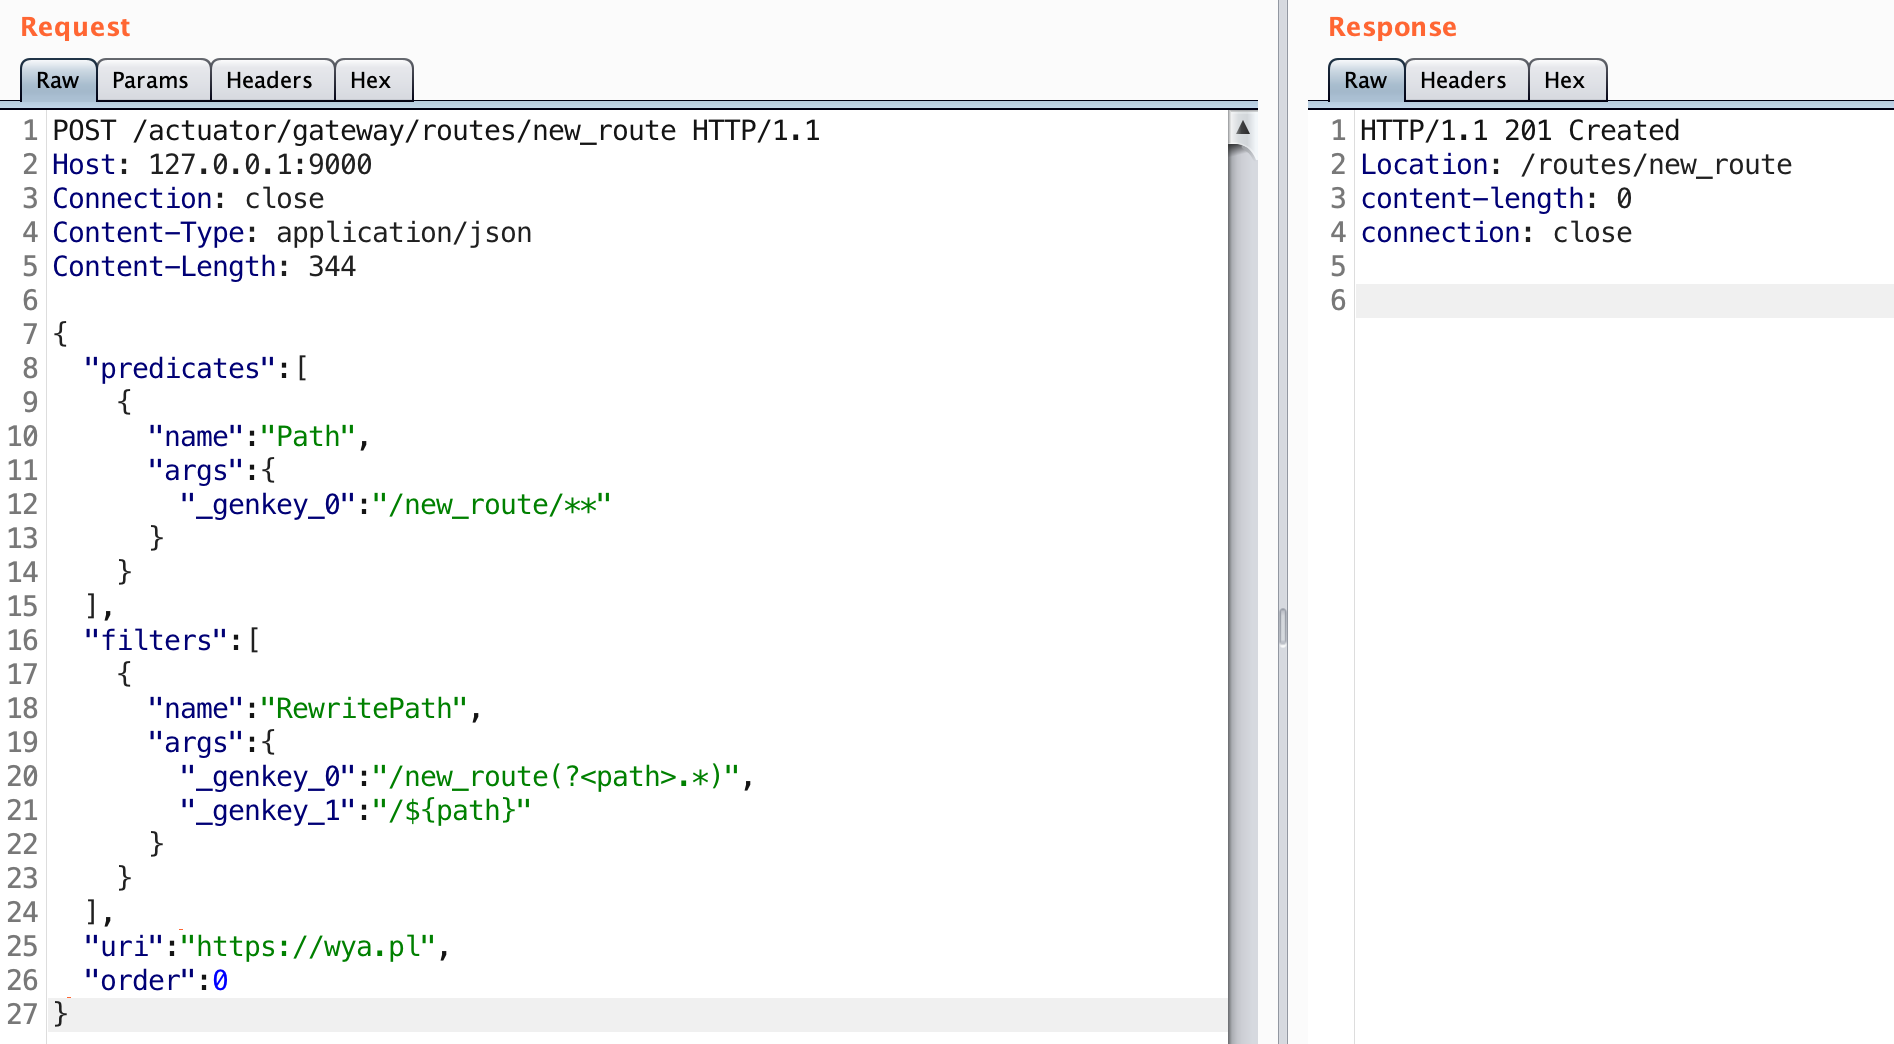 Request
Raw Params Headers Hex
1 POST /actuator/gateway/routes/new_route HTTP/1.1
2 Host: 127.0.0.1:9000
3 Connection: close
4 Content-Type: application/json
5 Content-Length: 344
6
7 {
8   "predicates":[
9     {
10       "name":"Path",
11       "args":{
12         "_genkey_0":"/new_route/**"
13       }
14     }
15   ],
16   "filters":[
17     {
18       "name":"RewritePath",
19       "args":{
20         "_genkey_0":"/new_route(?<path>.*)",
21         "_genkey_1":"/${path}"
22       }
23     }
24   ],
25   "uri":"https://wya.pl",
26   "order":0
27 }
Response
Raw Headers Hex
1 HTTP/1.1 201 Created
2 Location: /routes/new_route
3 content-length: 0
4 connection: close
5
6